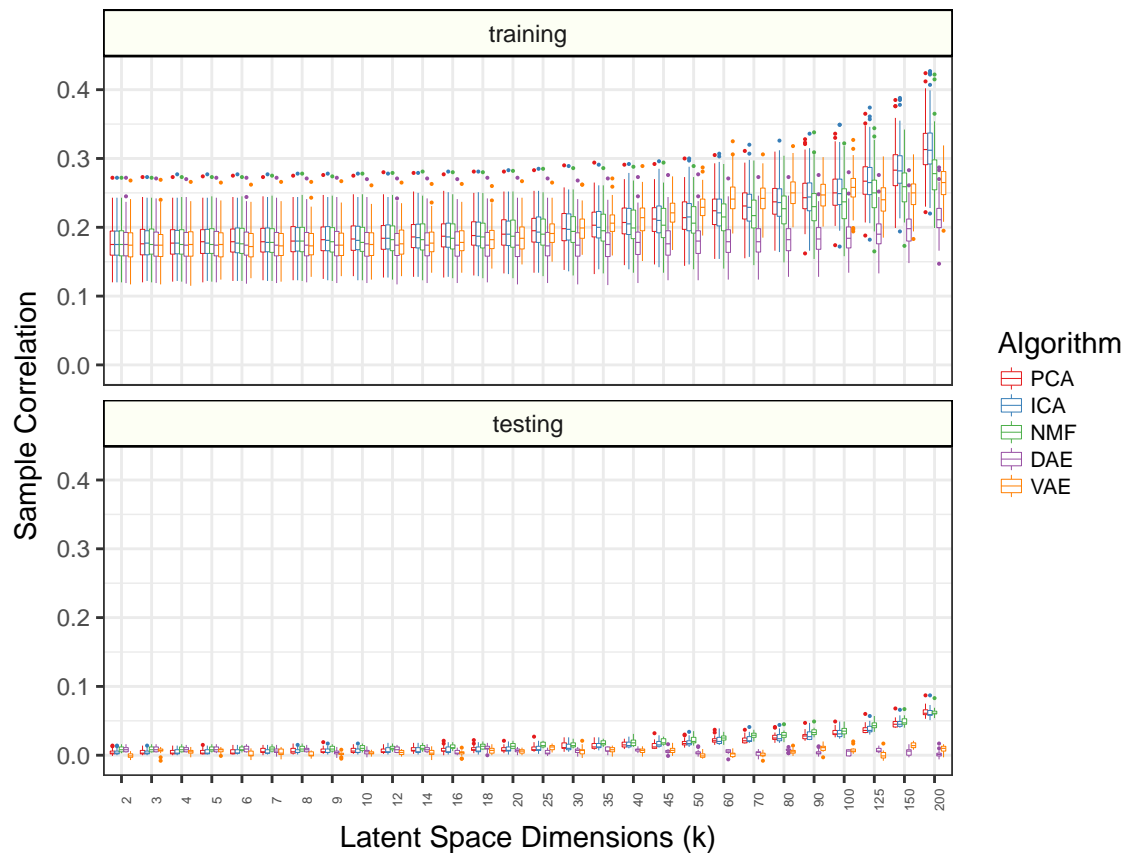 training
0.4
0.3
0.2
0.1
0.0
testing
0.4
0.3
0.2
0.1
0.0
Sample Correlation
2 3 4 5 6 7 8 9 10 12 14 16 18 20 25 30 35 40 45 50 60 70 80 90 100 125 150 200
Latent Space Dimensions (k)
Algorithm
PCA
ICA
NMF
DAE
VAE